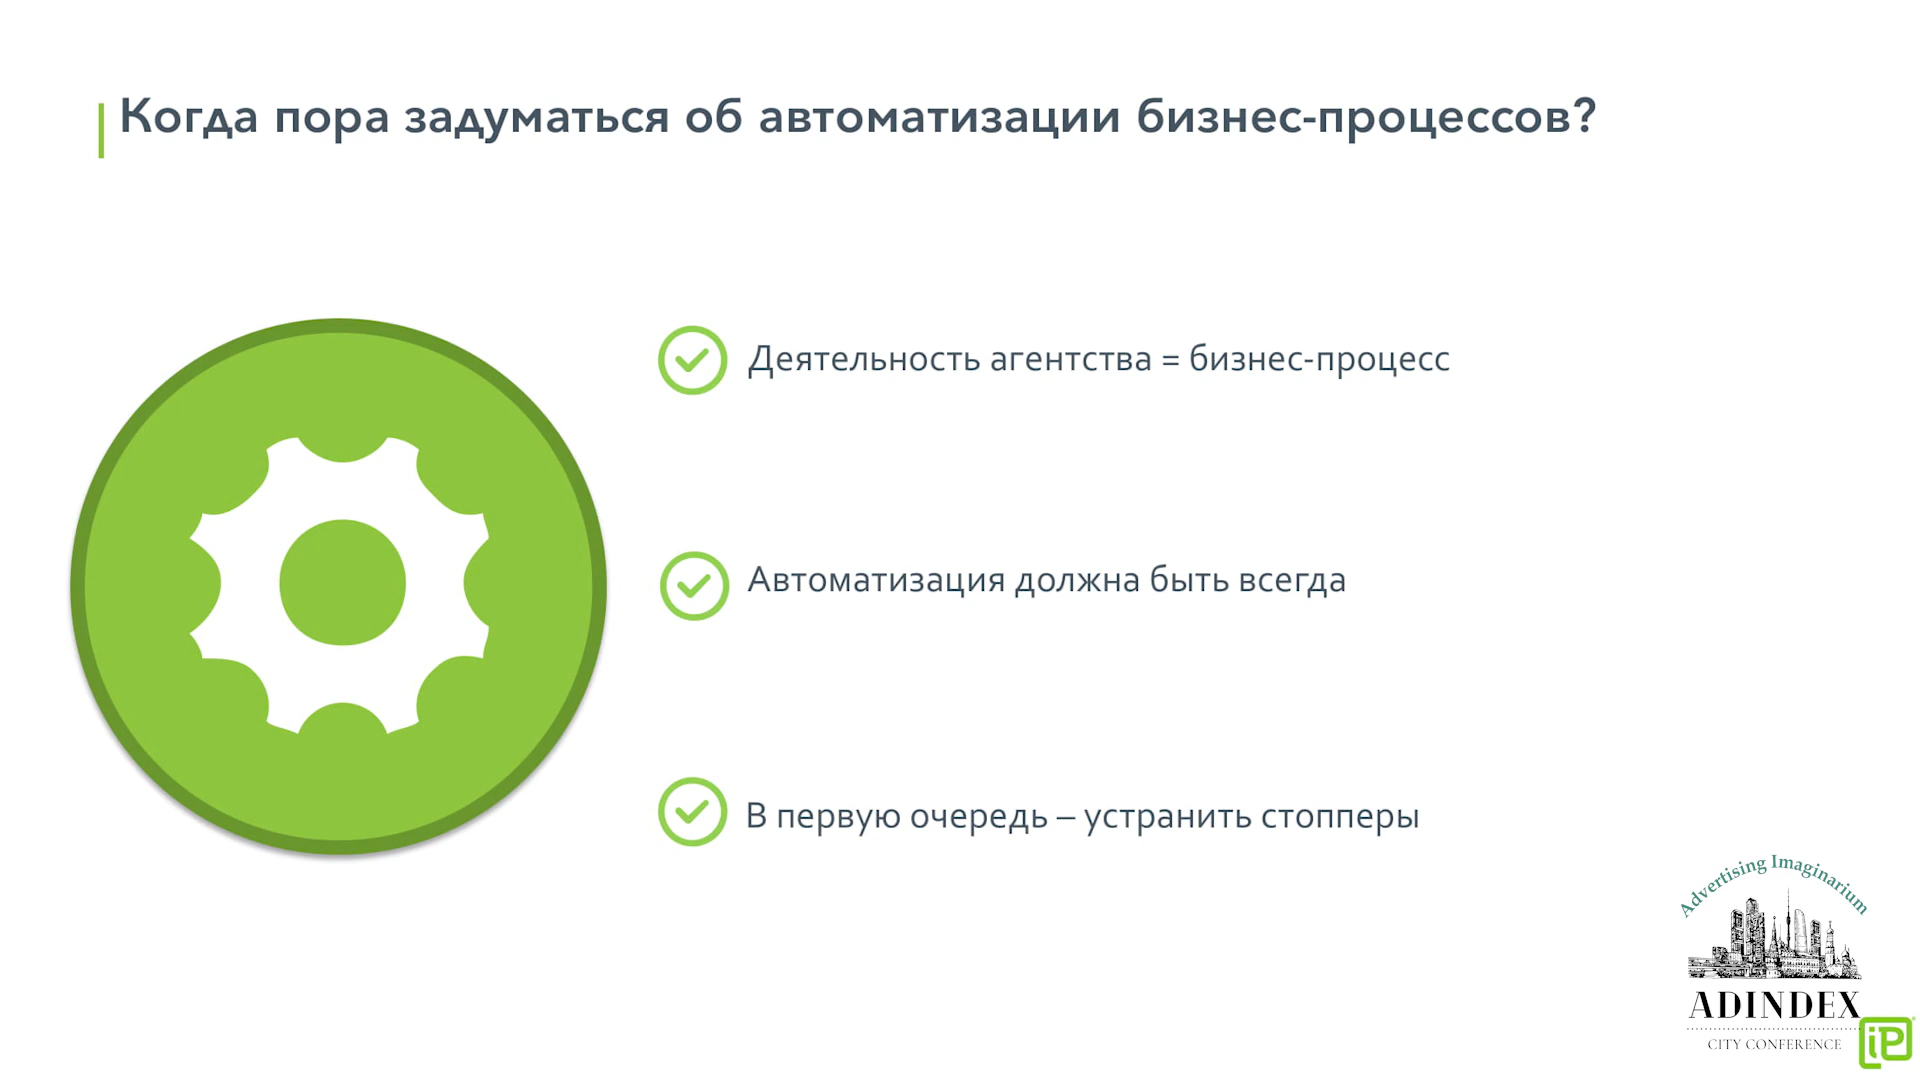 Когда пора задуматься об автоматизации бизнес-процессов?
Деятельность агентства = бизнес-процесс
Автоматизация должна быть всегда
В первую очередь – устранить стопперы
Advertising Imaginarium
ADINDEX
CITY CONFERENCE
iP